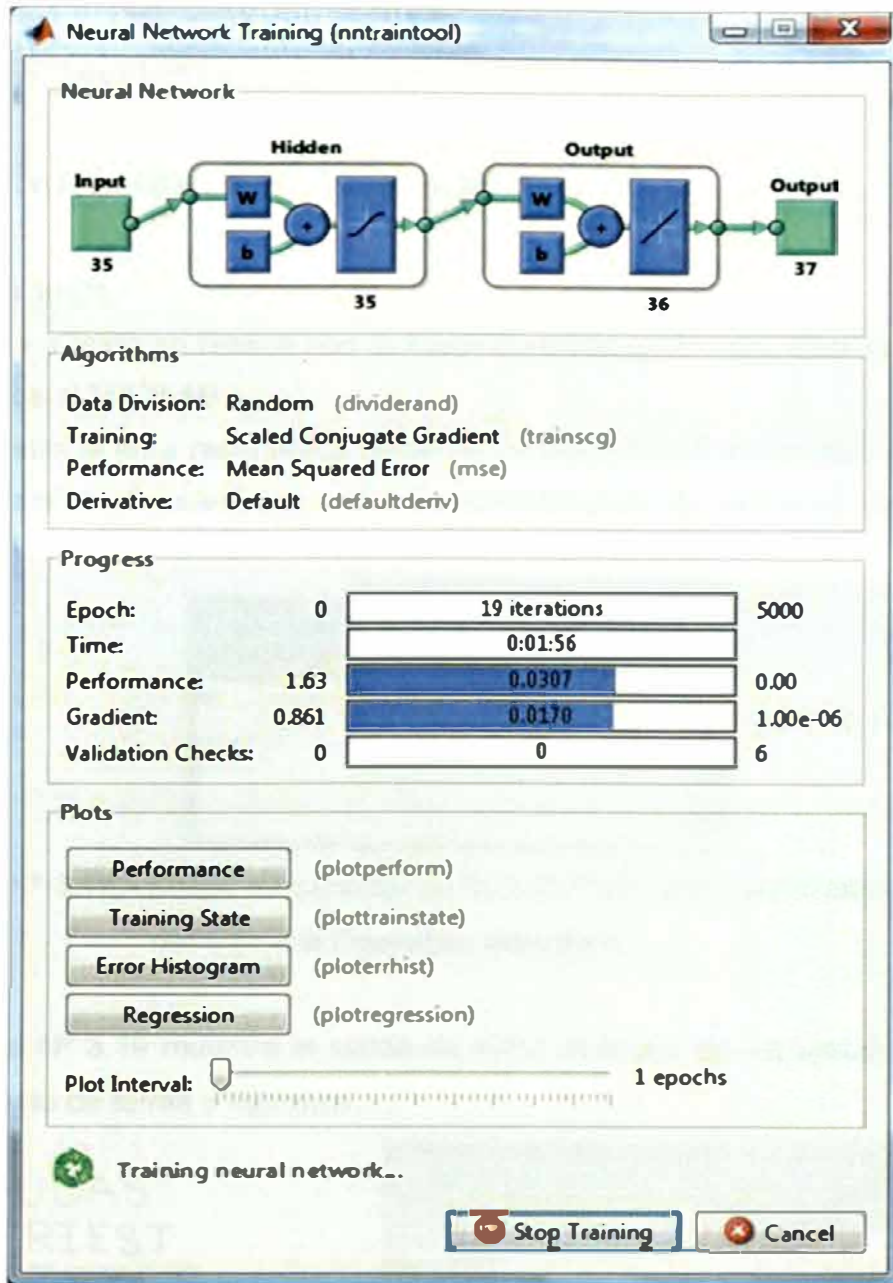 Neural Network Training (nntraintool)
Neural Network
Hidden
Output
Input
Output
W
b
+
W
b
+
35
35
36
37
Algorithms
Data Division: Random (dividerand)
Training: Scaled Conjugate Gradient (trainscg)
Performance: Mean Squared Error (mse)
Derivative: Default (defaultderiv)
Progress
Epoch: 0 19 iterations 5000
Time: 0:01:56
Performance: 1.63 0.0307 0.00
Gradient: 0.861 0.0170 1.00e-06
Validation Checks: 0 0 6
Plots
Performance (plotperform)
Training State (plottrainstate)
Error Histogram (ploterrhist)
Regression (plotregression)
Plot Interval: 1 epochs
Training neural network...
Stop Training Cancel